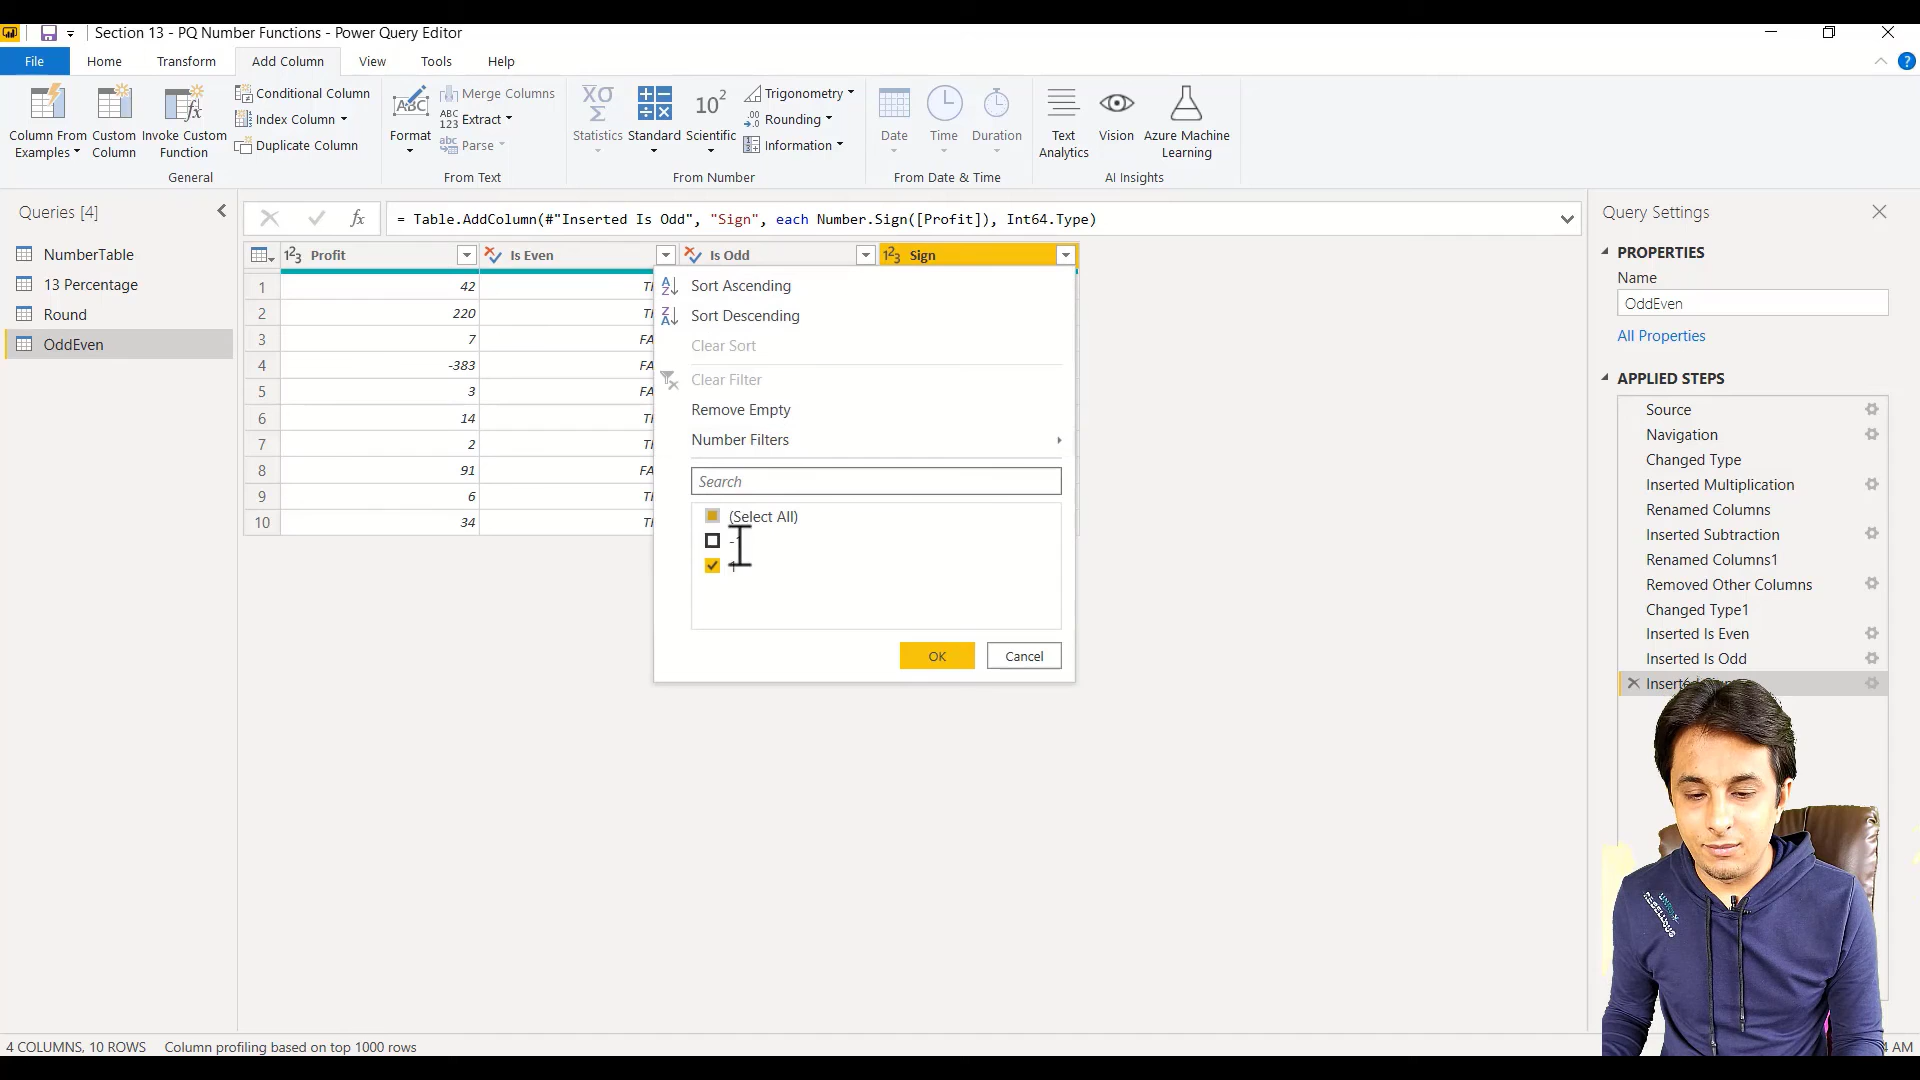 Section 13 - PQ Number Functions - Power Query Editor
File Home Transform Add Column View Tools Help
Column From Examples
Custom Column
Invoke Custom Function
Conditional Column
Index Column
Duplicate Column
General
Format
Merge Columns
Extract
Parse
From Text
Statistics
Standard
Scientific
Trigonometry
Rounding
Information
From Number
Date
Time
Duration
From Date & Time
Text Analytics
Vision
Azure Machine Learning
AI Insights
Queries [4]
NumberTable
13 Percentage
Round
OddEven
= Table.AddColumn(#"Inserted Is Odd", "Sign", each Number.Sign([Profit]), Int64.Type)
Profit Is Even Is Odd Sign
1 42
2 220
3 7
4 -383
5 3
6 14
7 2
8 91
9 6
10 34
Sort Ascending
Sort Descending
Clear Sort
Clear Filter
Remove Empty
Number Filters
Search
(Select All)
OK Cancel
Query Settings
PROPERTIES
Name
OddEven
All Properties
APPLIED STEPS
Source
Navigation
Changed Type
Inserted Multiplication
Renamed Columns
Inserted Subtraction
Renamed Columns1
Removed Other Columns
Changed Type1
Inserted Is Even
Inserted Is Odd
4 COLUMNS, 10 ROWS Column profiling based on top 1000 rows
AM